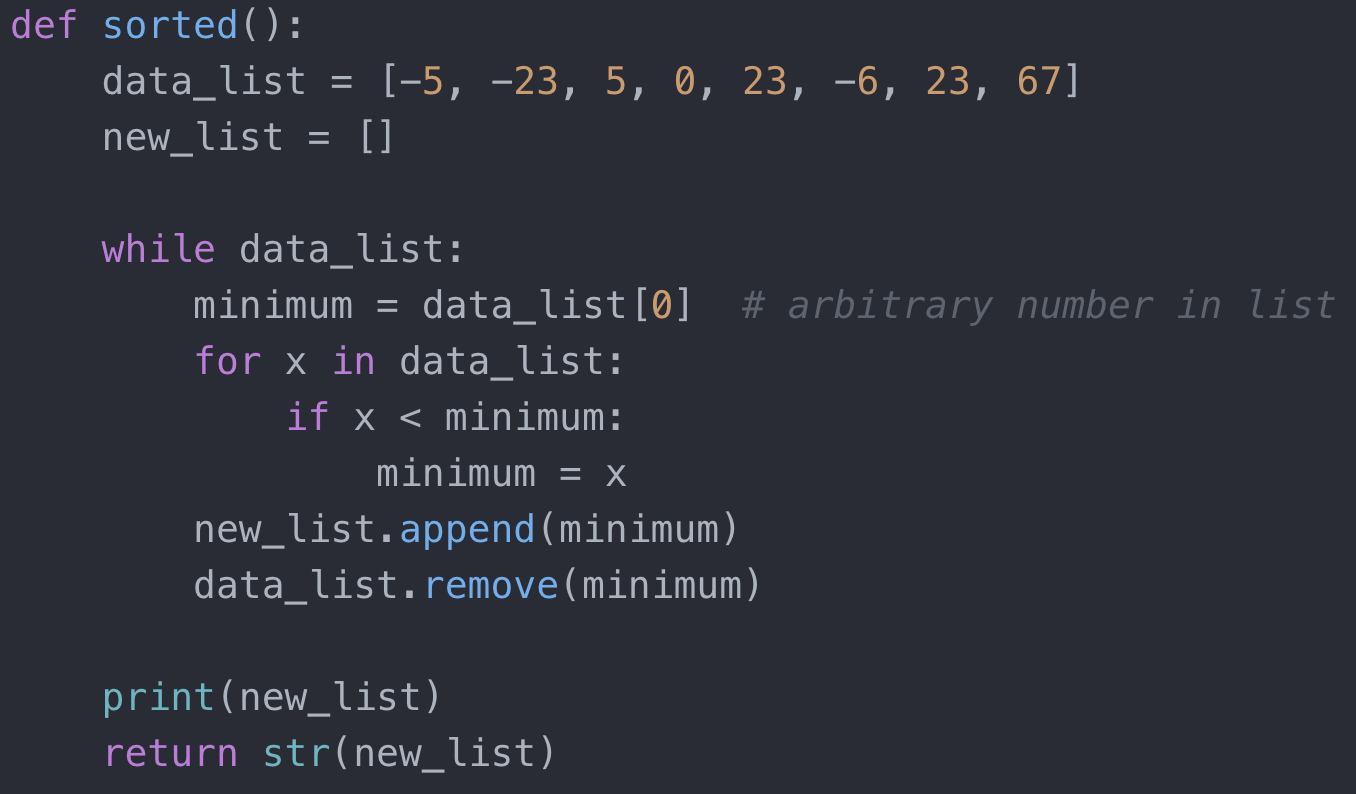 def sorted():
    data_list = [-5, -23, 5, 0, 23, -6, 23, 67]
    new_list = []

    while data_list:
        minimum = data_list[0]  # arbitrary number in list
        for x in data_list:
            if x < minimum:
                minimum = x
        new_list.append(minimum)
        data_list.remove(minimum)

    print(new_list)
    return str(new_list)